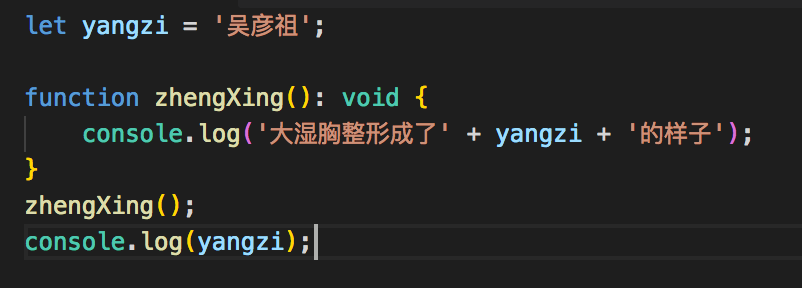 let yangzi = '吴彦祖';
function zhengXing(): void {
console.log('大湿胸整形成了' + yangzi + '的样子');
}
zhengXing();
console.log(yangzi);